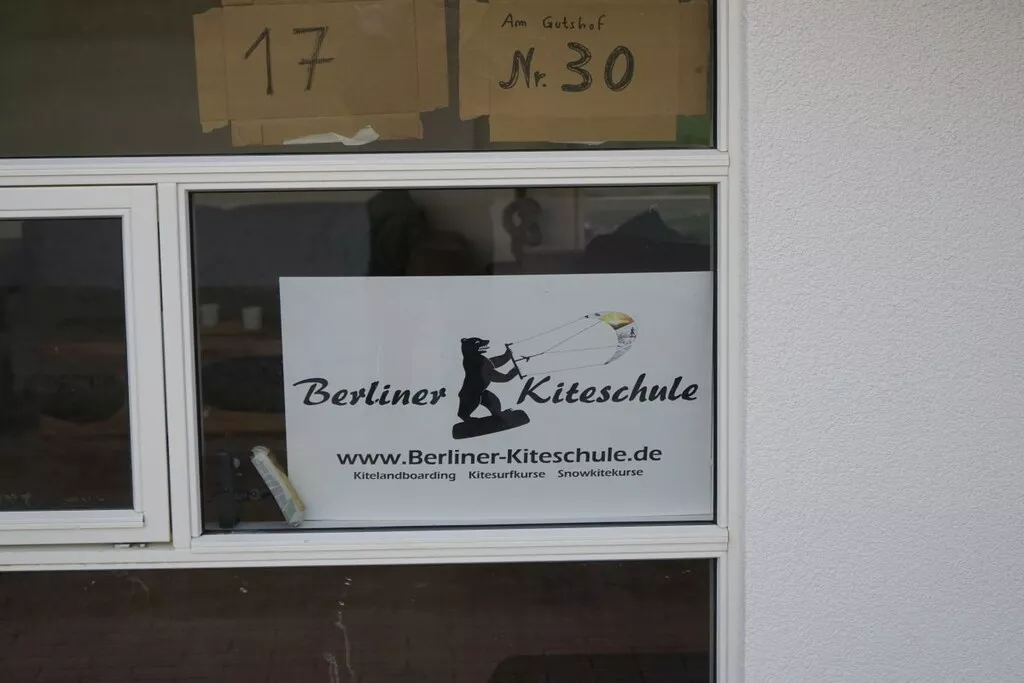 17
Am Gutshof
Nr. 30
Berliner Kiteschule
www.Berliner-Kiteschule.de
Kitelandboarding Kitesurfkurse Snowkitekurse